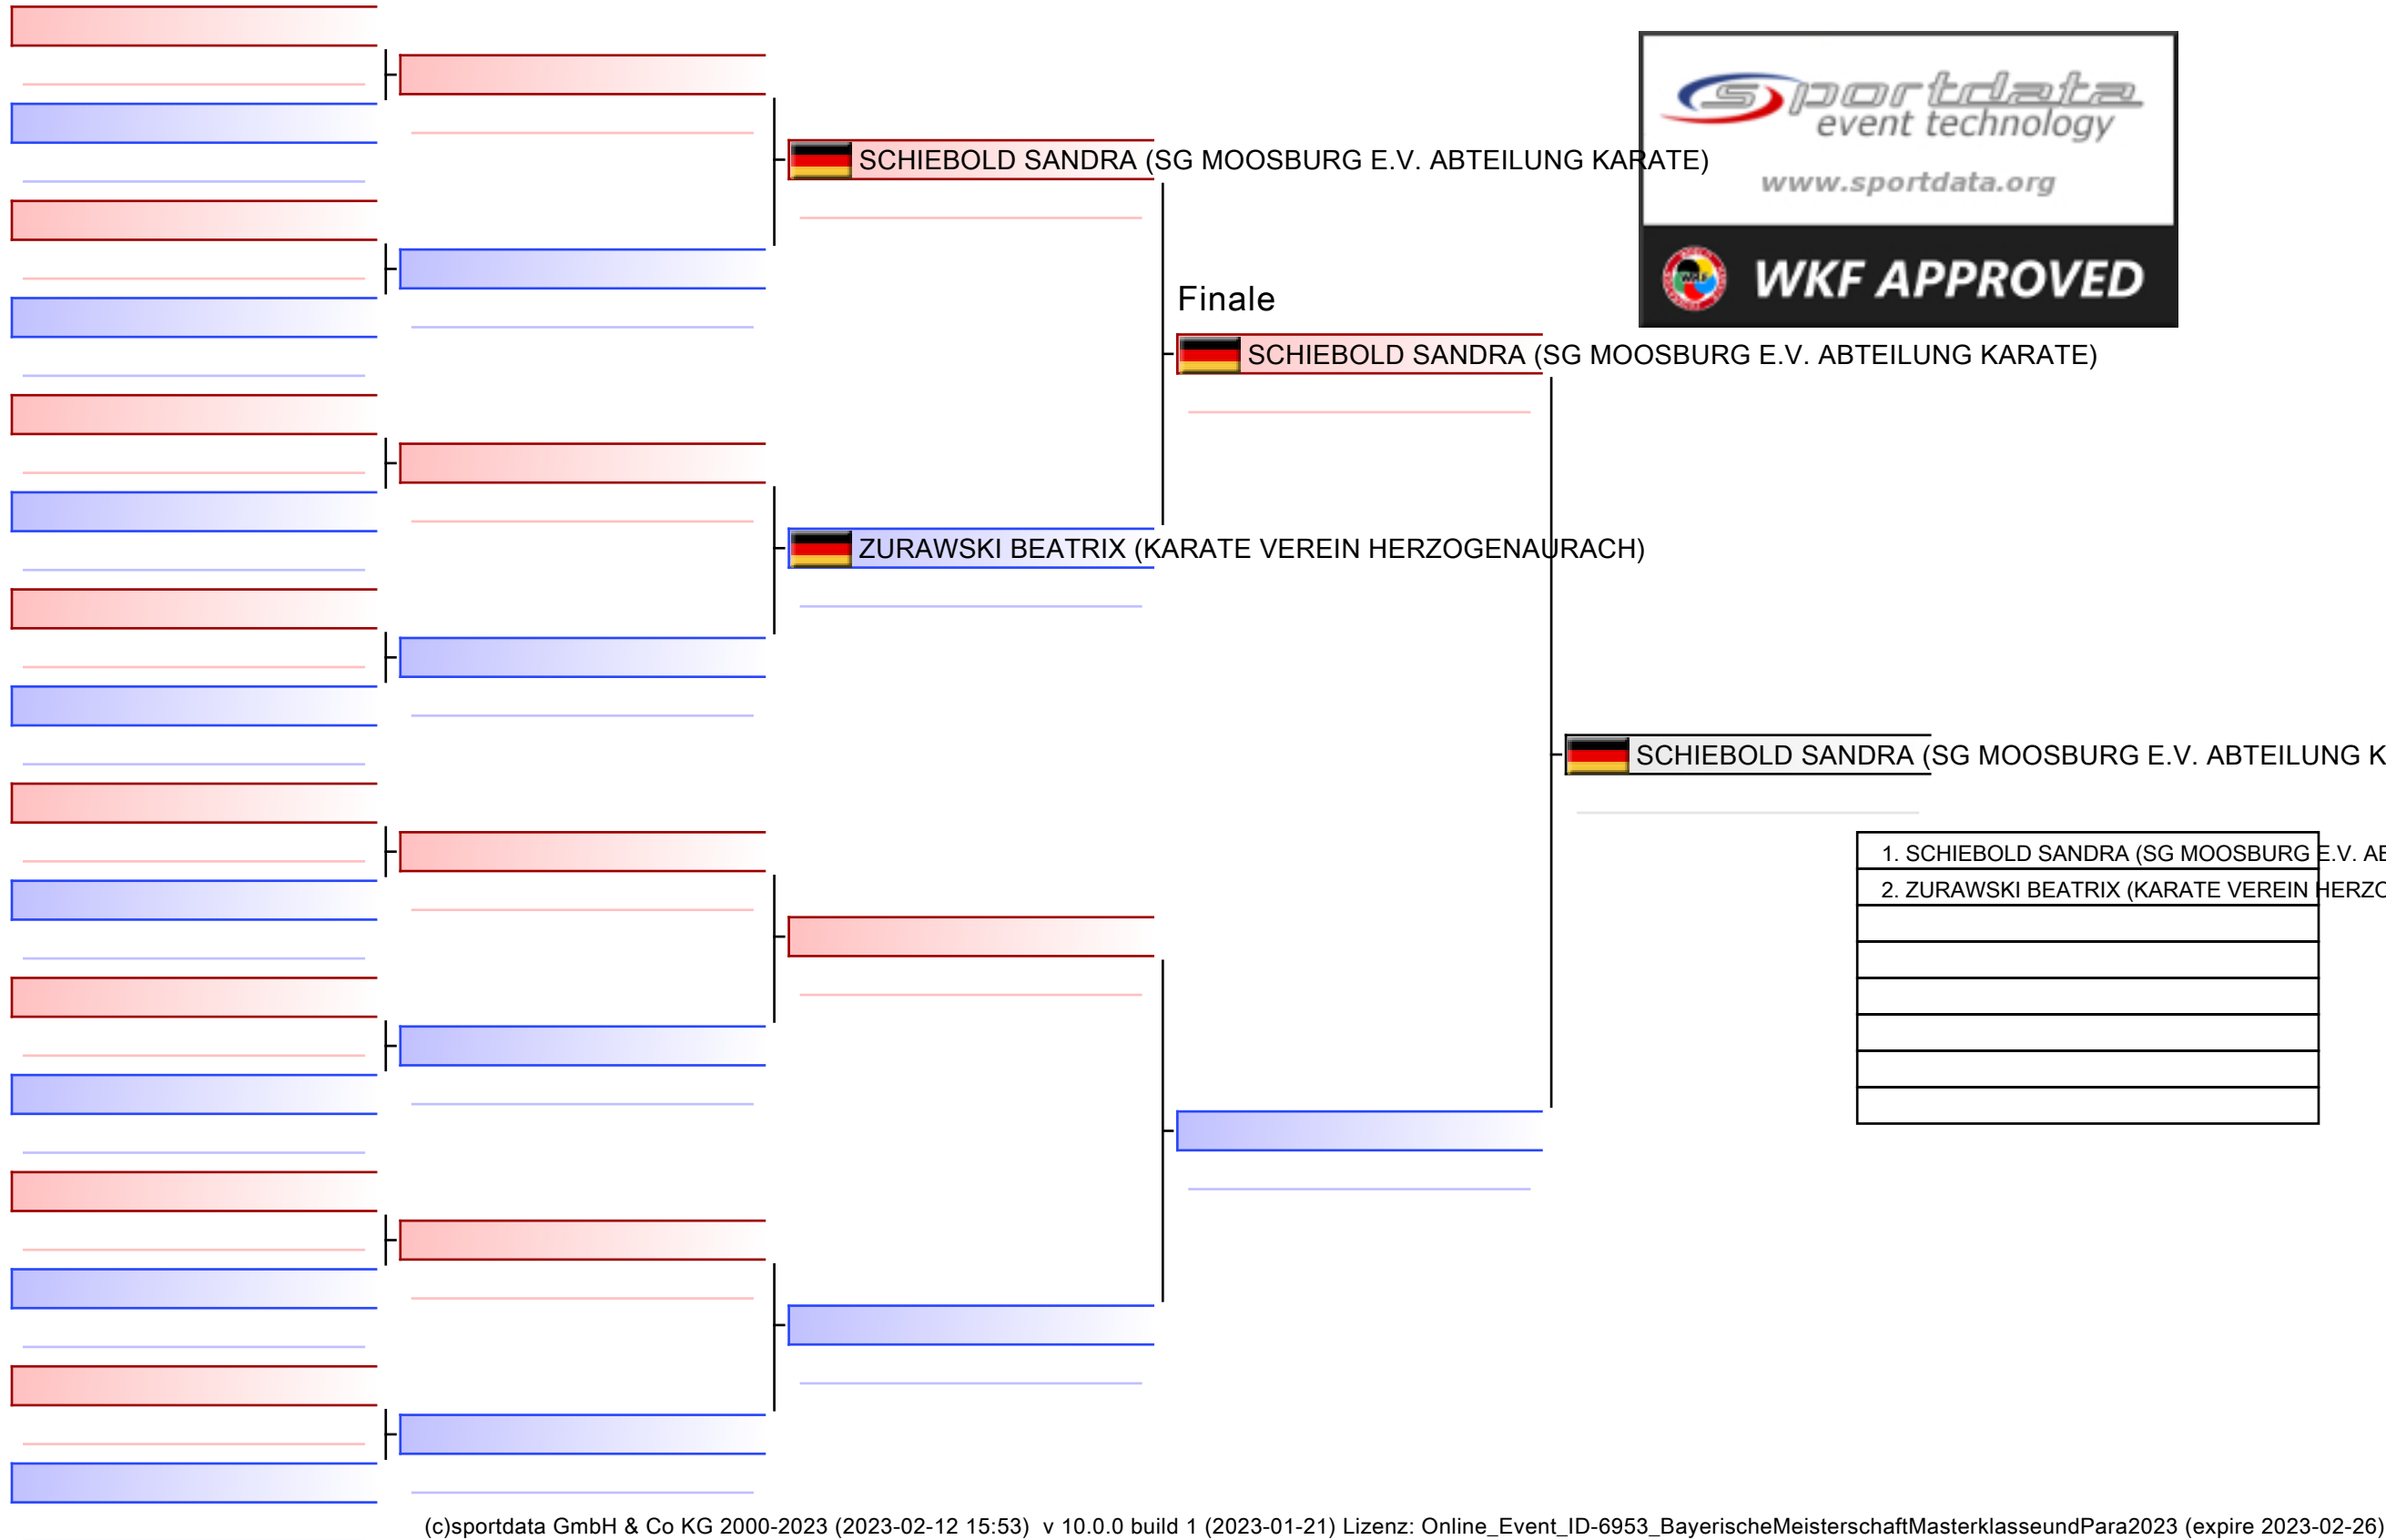 sportdata
event technology
www.sportdata.org
WKF
WKF APPROVED
SCHIEBOLD SANDRA (SG MOOSBURG E.V. ABTEILUNG KARATE)
Finale
SCHIEBOLD SANDRA (SG MOOSBURG E.V. ABTEILUNG KARATE)
ZURAWSKI BEATRIX (KARATE VEREIN HERZOGENAURACH)
SCHIEBOLD SANDRA (SG MOOSBURG E.V. ABTEILUNG K
1. SCHIEBOLD SANDRA (SG MOOSBURG E.V. AB
2. ZURAWSKI BEATRIX (KARATE VEREIN HERZO
(c)sportdata GmbH & Co KG 2000-2023 (2023-02-12 15:53) v 10.0.0 build 1 (2023-01-21) Lizenz: Online_Event_ID-6953_BayerischeMeisterschaftMasterklasseundPara2023 (expire 2023-02-26)